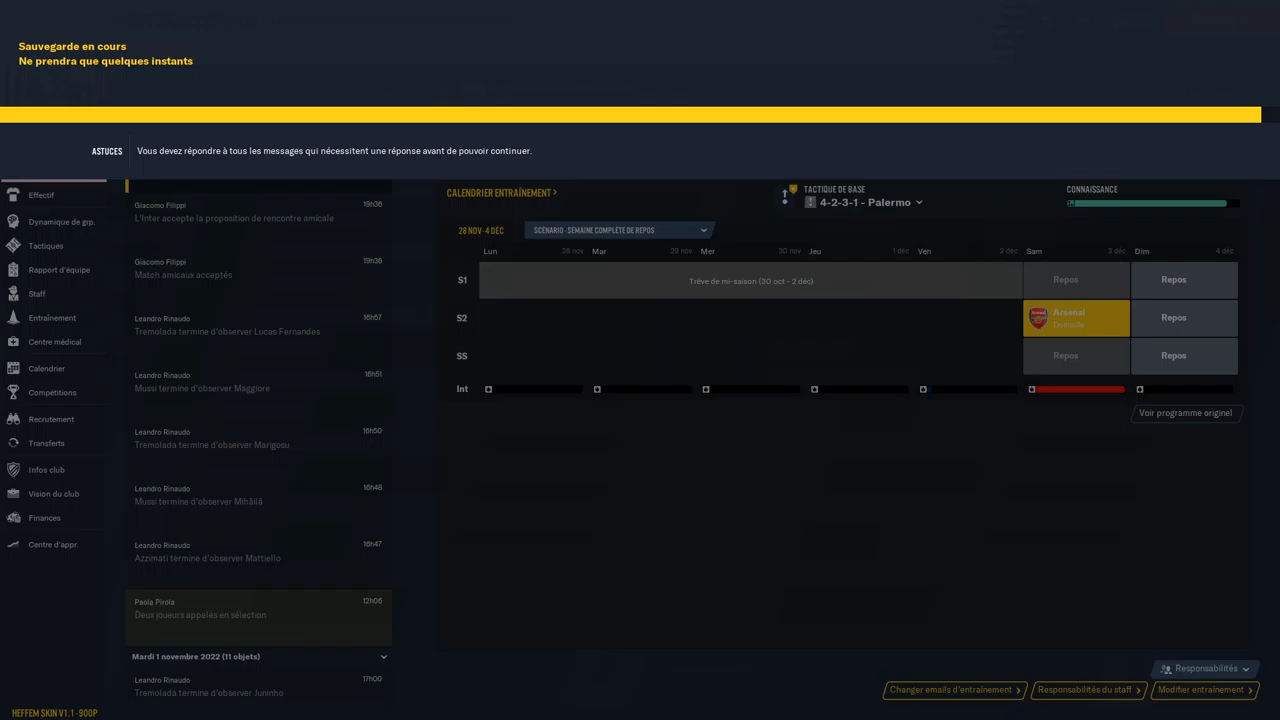 Sauvegarde en cours
Ne prendra que quelques instants
ASTUCES
Vous devez répondre à tous les messages qui nécessitent une réponse avant de pouvoir continuer.
Effectif
Dynamique de grp.
Tactiques
Rapport d'équipe
Staff
Entraînement
Centre médical
Calendrier
Compétitions
Recrutement
Transferts
Infos club
Vision du club
Finances
Centre d'appr.
HEFFEM SKIN V1.1 - 900P
Giacomo Filippi 19h36
L'Inter accepte la proposition de rencontre amicale
Giacomo Filippi 19h36
Match amicaux acceptés
Leandro Rinaudo 16h57
Tremolada termine d'observer Lucas Fernandes
Leandro Rinaudo 16h51
Mussi termine d'observer Maggiore
Leandro Rinaudo 16h50
Tremolada termine d'observer Marigosu
Leandro Rinaudo 16h48
Mussi termine d'observer Mihăilă
Leandro Rinaudo 16h47
Azzimati termine d'observer Mattiello
Paola Pirola 12h06
Deux joueurs appelés en sélection
Mardi 1 novembre 2022 (11 objets)
Leandro Rinaudo 17h00
Tremolada termine d'observer Juninho
CALENDRIER ENTRAÎNEMENT >
TACTIQUE DE BASE
4-2-3-1 - Palermo
CONNAISSANCE
28 NOV-4 DÉC
SCÉNARIO - SEMAINE COMPLÈTE DE REPOS
Lun 28 nov Mar 29 nov Mer 30 nov Jeu 1 déc Ven 2 déc Sam 3 déc Dim 4 déc
S1 Trêve de mi-saison (30 oct - 2 déc) Repos Repos
S2 Arsenal Domicile Repos
SS Repos Repos
Int
Voir programme originel
Responsabilités
Changer emails d'entraînement >
Responsabilités du staff >
Modifier entraînement >